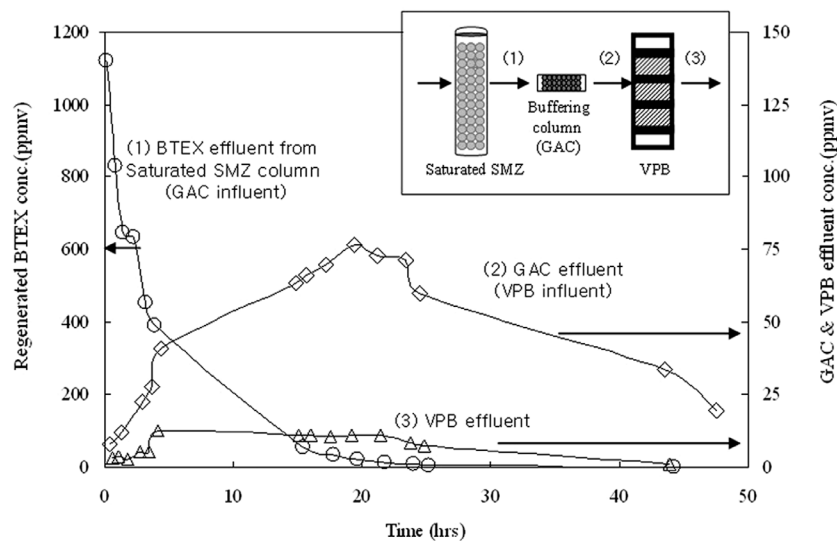 1200
1000
800
600
400
200
0
Regenerated BTEX conc.(ppmv)
150
125
100
75
50
25
0
GAC & VPB effluent conc.(ppmv)
0
10
20
30
40
50
Time (hrs)
(1) BTEX effluent from
Saturated SMZ column
(GAC influent)
(2) GAC effluent
(VPB influent)
(3) VPB effluent
(1)
(2)
(3)
Buffering
column
(GAC)
Saturated SMZ
VPB